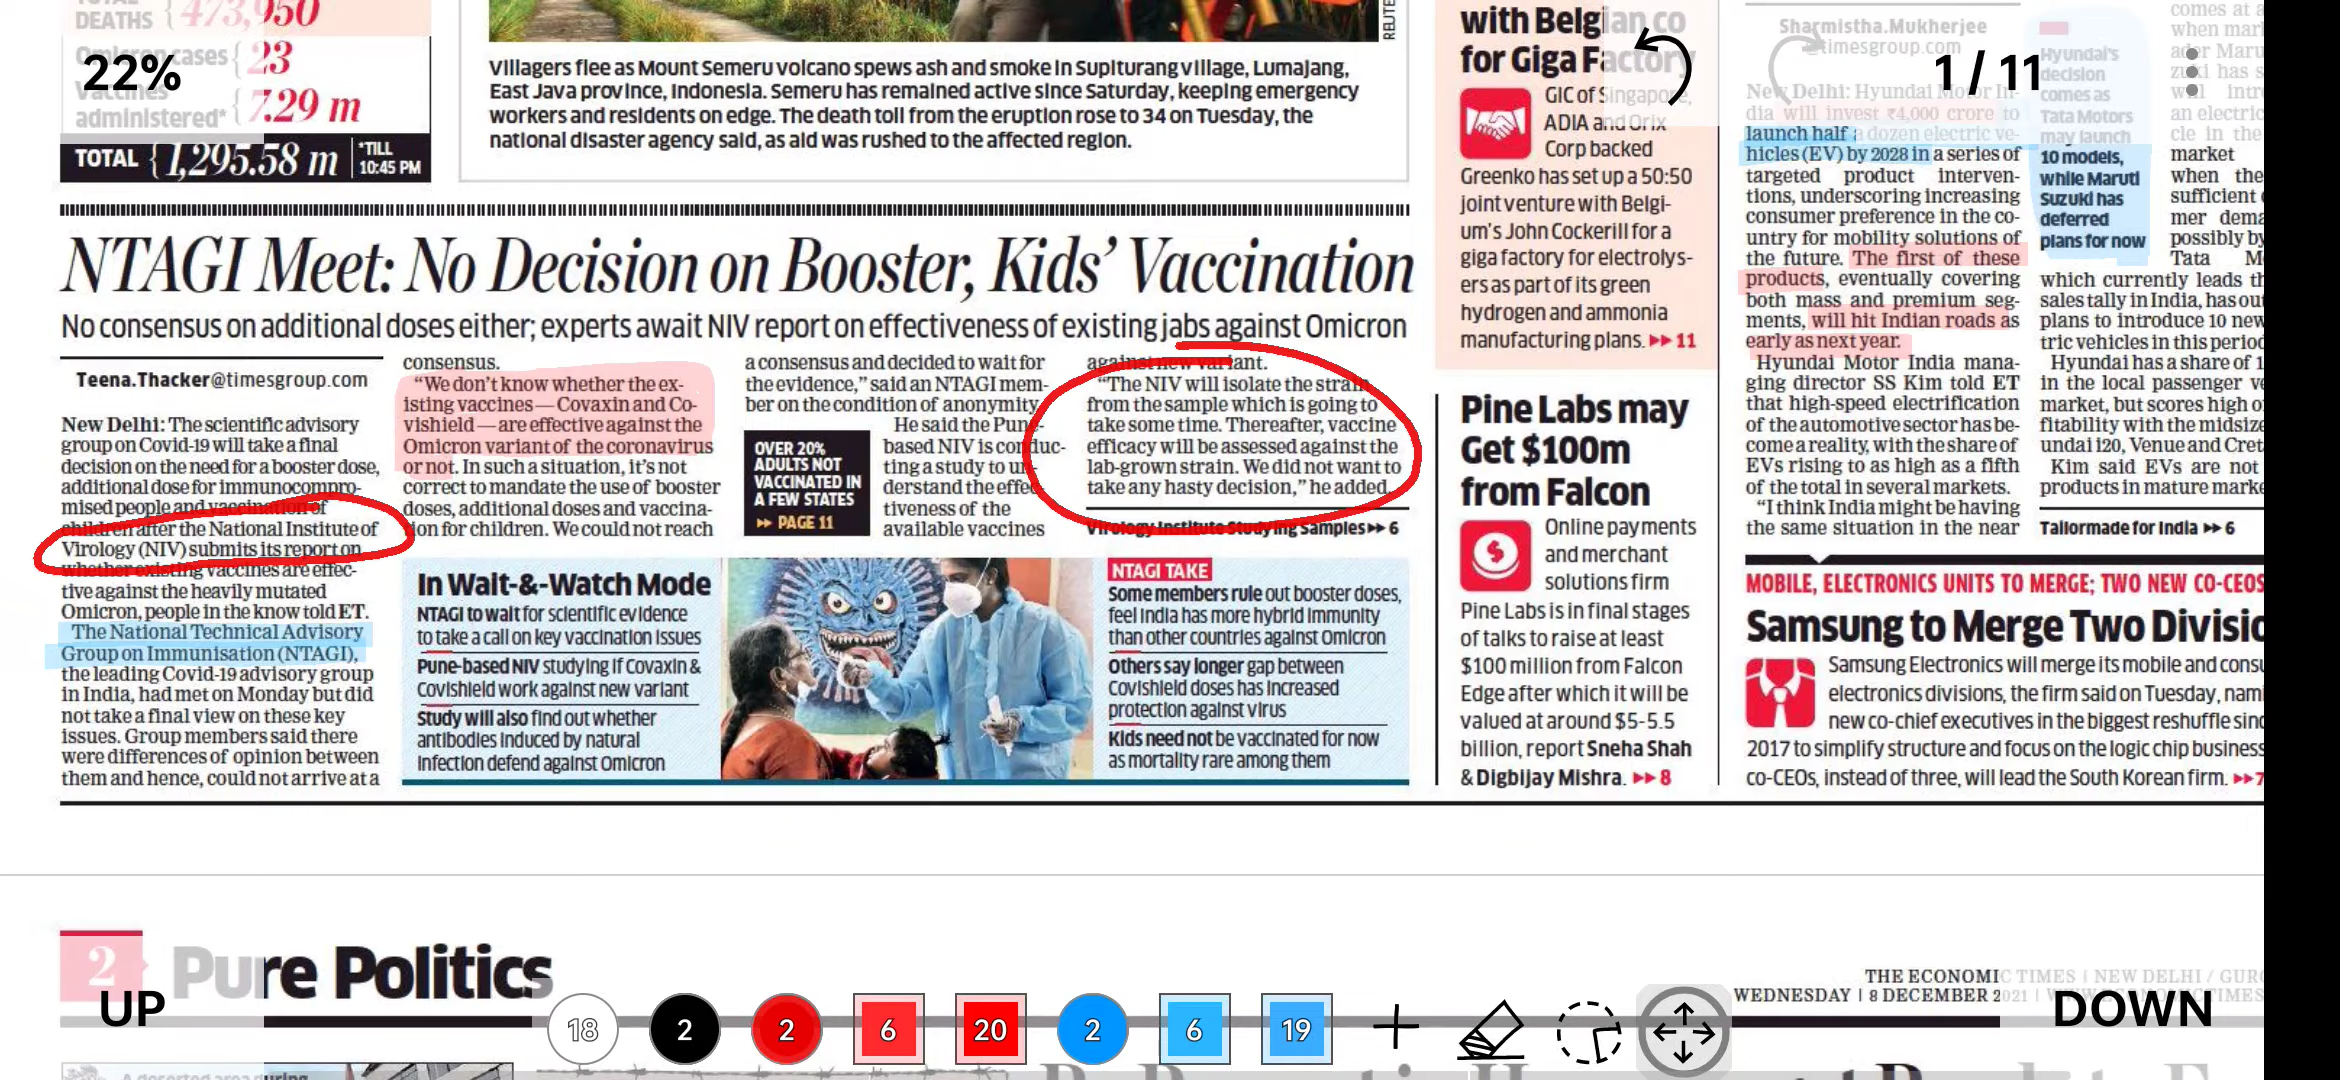 DEATHS { 473,950
Omicron cases { 23
22%
Vaccines
administered* { 7.29 m
TOTAL { 1,295.58 m *TILL
10:45 PM
Villagers flee as Mount Semeru volcano spews ash and smoke in Supiturang village, Lumajang,
East Java province, Indonesia. Semeru has remained active since Saturday, keeping emergency
workers and residents on edge. The death toll from the eruption rose to 34 on Tuesday, the
national disaster agency said, as aid was rushed to the affected region.
NTAGI Meet: No Decision on Booster, Kids' Vaccination
No consensus on additional doses either; experts await NIV report on effectiveness of existing jabs against Omicron
Teena.Thacker@timesgroup.com
New Delhi: The scientific advisory
group on Covid-19 will take a final
decision on the need for a booster dose,
additional dose for immunocompro-
mised people and vaccination of
children after the National Institute of
Virology (NIV) submits its report on
whether existing vaccines are effec-
tive against the heavily mutated
Omicron, people in the know told ET.
The National Technical Advisory
Group on Immunisation (NTAGI),
the leading Covid-19 advisory group
in India, had met on Monday but did
not take a final view on these key
issues. Group members said there
were differences of opinion between
them and hence, could not arrive at a
consensus.
"We don't know whether the ex-
isting vaccines — Covaxin and Co-
vishield — are effective against the
Omicron variant of the coronavirus
or not. In such a situation, it's not
correct to mandate the use of booster
doses, additional doses and vaccina-
tion for children. We could not reach
a consensus and decided to wait for
the evidence," said an NTAGI mem-
ber on the condition of anonymity.
He said the Pune-
based NIV is conduc-
ting a study to un-
derstand the effec-
tiveness of the
available vaccines
OVER 20%
ADULTS NOT
VACCINATED IN
A FEW STATES
PAGE 11
against new variant.
"The NIV will isolate the strain
from the sample which is going to
take some time. Thereafter, vaccine
efficacy will be assessed against the
lab-grown strain. We did not want to
take any hasty decision," he added.
Virology Institute Studying Samples 6
In Wait-&-Watch Mode
NTAGI to wait for scientific evidence
to take a call on key vaccination issues
Pune-based NIV studying if Covaxin &
Covishield work against new variant
Study will also find out whether
antibodies induced by natural
infection defend against Omicron
NTAGI TAKE
Some members rule out booster doses,
feel India has more hybrid immunity
than other countries against Omicron
Others say longer gap between
Covishield doses has increased
protection against virus
Kids need not be vaccinated for now
as mortality rare among them
with Belgian co
for Giga Factory
GIC of Singapore,
ADIA and Orix
Corp backed
Greenko has set up a 50:50
joint venture with Belgi-
um's John Cockerill for a
giga factory for electrolys-
ers as part of its green
hydrogen and ammonia
manufacturing plans. 11
Pine Labs may
Get $100m
from Falcon
Online payments
and merchant
solutions firm
Pine Labs is in final stages
of talks to raise at least
$100 million from Falcon
Edge after which it will be
valued at around $5-5.5
billion, report Sneha Shah
& Digbijay Mishra. 8
Sharmistha.Mukherjee
@timesgroup.com
1 / 11
New Delhi: Hyundai Motor In-
dia will invest ₹4,000 crore to
launch half a dozen electric ve-
hicles (EV) by 2028 in a series of
targeted product interven-
tions, underscoring increasing
consumer preference in the co-
untry for mobility solutions of
the future. The first of these
products, eventually covering
both mass and premium seg-
ments, will hit Indian roads as
early as next year.
Hyundai Motor India mana-
ging director SS Kim told ET
that high-speed electrification
of the automotive sector has be-
come a reality, with the share of
EVs rising to as high as a fifth
of the total in several markets.
"I think India might be having
the same situation in the near
Hyundai's
decision
comes as
Tata Motors
may launch
10 models,
while Maruti
Suzuki has
deferred
plans for now
comes at a
when
market
when the
sufficient
mer
possibly by
Tata
which currently leads
sales tally in India, has
plans to introduce 10 new
tric vehicles in this period
Hyundai has a share of
in the local passenger
market, but scores high
fitability with the midsize
undai i20, Venue and
Kim said EVs are not
products in mature
Tailormade for India 6
MOBILE, ELECTRONICS UNITS TO MERGE; TWO NEW CO-CEOS
Samsung to Merge Two
Samsung Electronics will merge its mobile and
electronics divisions, the firm said on Tuesday,
new co-chief executives in the biggest reshuffle
2017 to simplify structure and focus on the logic chip business
co-CEOs, instead of three, will lead the South Korean firm. 7
2 Pure Politics
UP
THE ECONOMIC TIMES | NEW DELHI /
WEDNESDAY | 8 DECEMBER 2021
DOWN
18 2 2 6 20 2 6 19